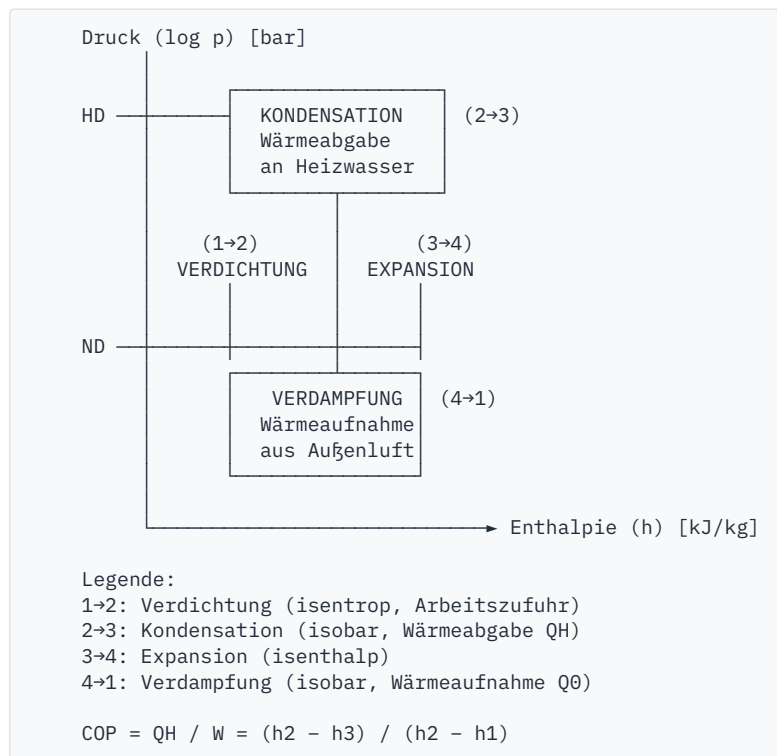 Druck (log p) [bar]
HD
KONDENSATION (2→3)
Wärmeabgabe
an Heizwasser
(1→2) (3→4)
VERDICHTUNG EXPANSION
ND
VERDAMPFUNG (4→1)
Wärmeaufnahme
aus Außenluft
Enthalpie (h) [kJ/kg]
Legende:
1→2: Verdichtung (isentrop, Arbeitszufuhr)
2→3: Kondensation (isobar, Wärmeabgabe QH)
3→4: Expansion (isenthalp)
4→1: Verdampfung (isobar, Wärmeaufnahme Q0)
COP = QH / W = (h2 − h3) / (h2 − h1)